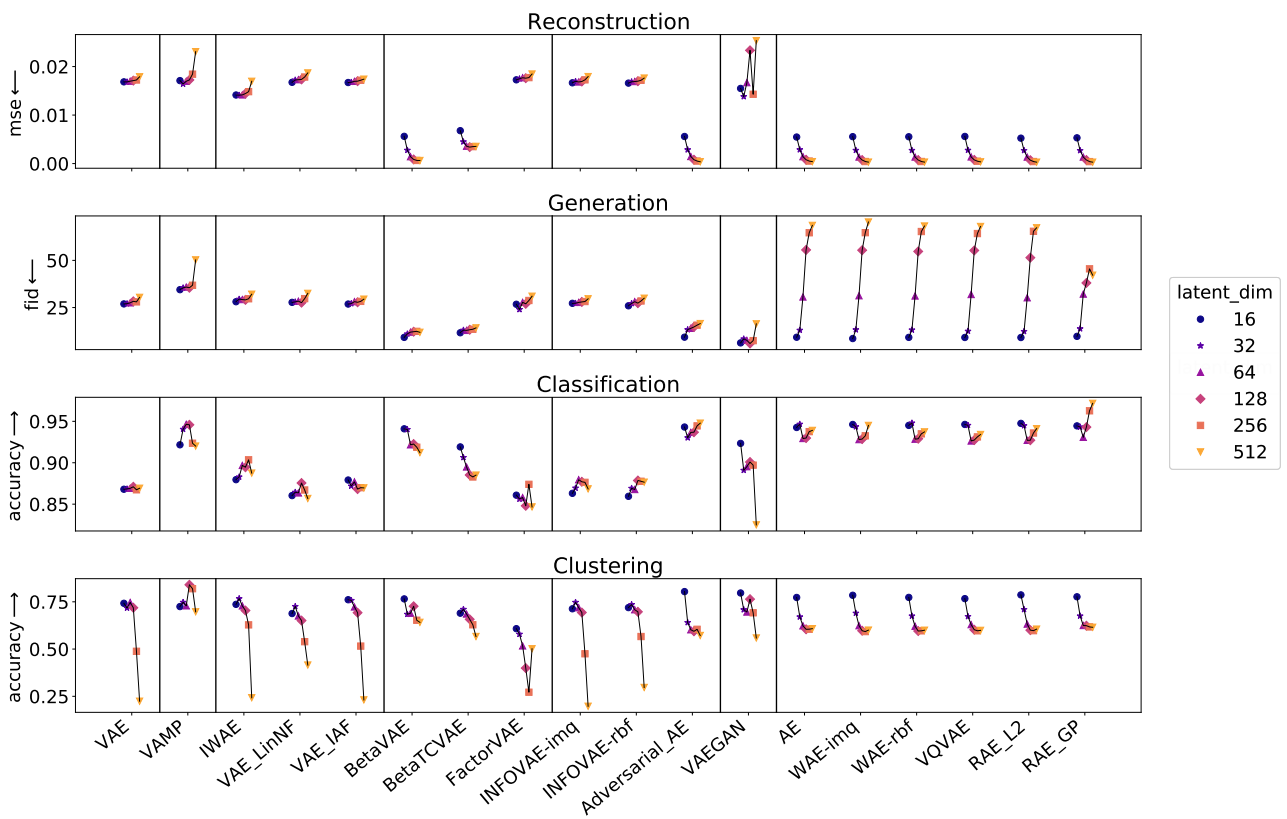 Reconstruction
mse ⟵
0.02
0.01
0.00
Generation
fid ⟵
50
25
Classification
accuracy ⟶
0.95
0.90
0.85
Clustering
accuracy ⟶
0.75
0.50
0.25
VAE
VAMP
IWAE
VAE_LinNF
VAE_IAF
BetaVAE
BetaTCVAE
FactorVAE
INFOVAE-imq
INFOVAE-rbf
Adversarial_AE
VAEGAN
AE
WAE-imq
WAE-rbf
VQVAE
RAE_L2
RAE_GP
latent_dim
16
32
64
128
256
512